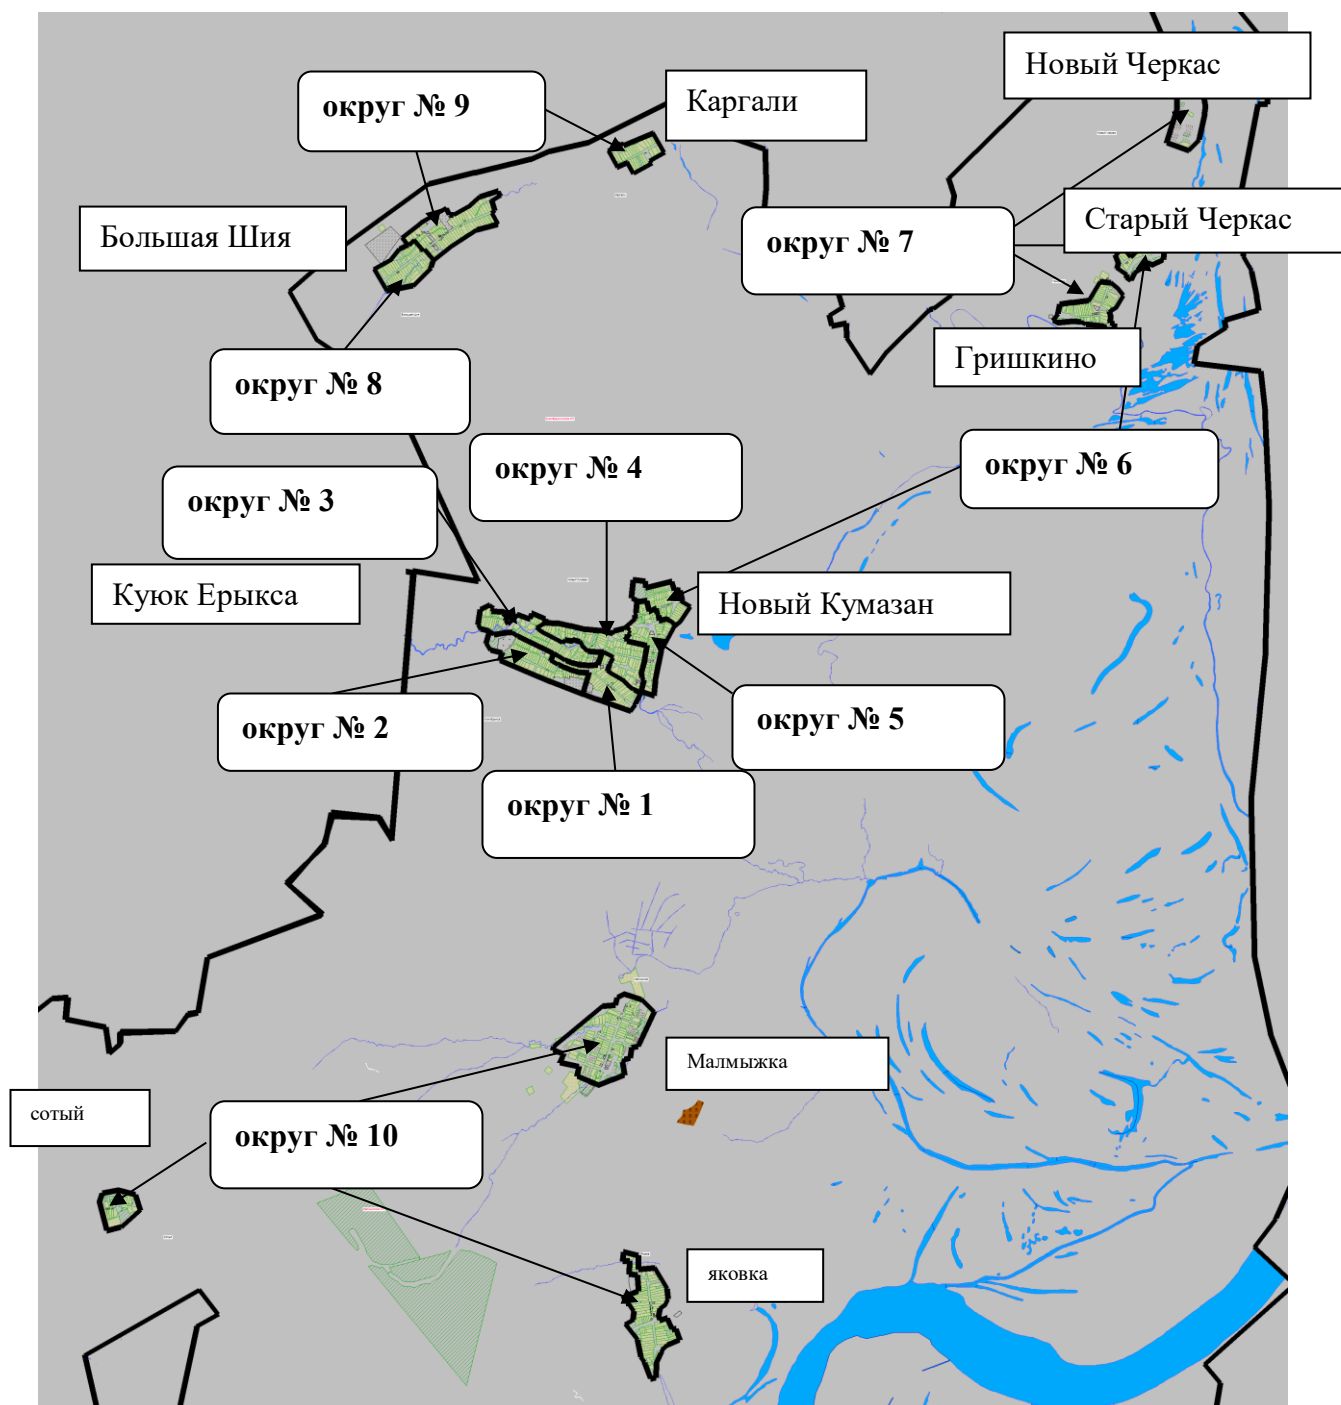 Новый Черкас
Каргали
округ № 9
Старый Черкас
Большая Шия
округ № 7
Гришкино
округ № 8
округ № 4
округ № 6
округ № 3
Куюк Ерыкса
Новый Кумазан
округ № 2
округ № 5
округ № 1
Малмыжка
сотый
округ № 10
яковка